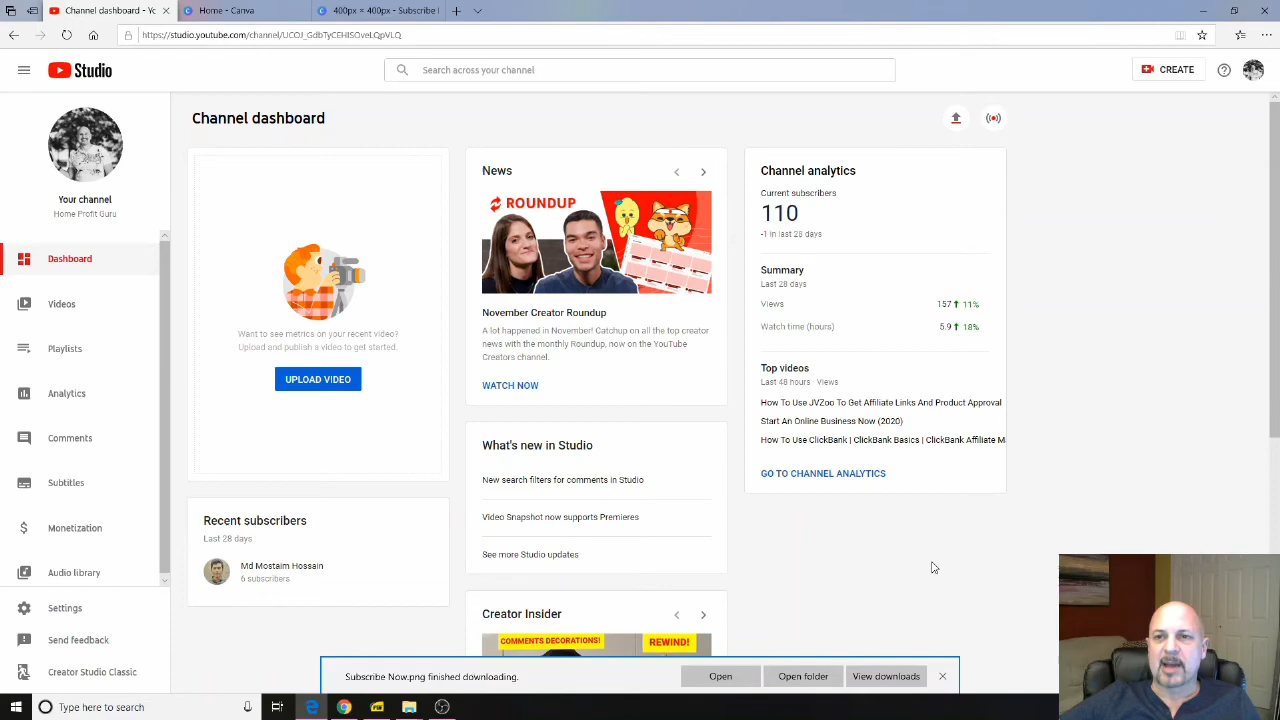 Channel dashboard - Yo
Home - Canva
400px × 400px - Subscribe
https://studio.youtube.com/channel/UCOJ_GdbTyCEHISOveLQpVLQ
Studio
Search across your channel
CREATE
Your channel
Home Profit Guru
Dashboard
Videos
Playlists
Analytics
Comments
Subtitles
Monetization
Audio library
Settings
Send feedback
Creator Studio Classic
Channel dashboard
Want to see metrics on your recent video?
Upload and publish a video to get started.
UPLOAD VIDEO
Recent subscribers
Last 28 days
Md Mostaim Hossain
6 subscribers
News
ROUNDUP
November Creator Roundup
A lot happened in November! Catchup on all the top creator
news with the monthly Roundup, now on the YouTube
Creators channel.
WATCH NOW
What's new in Studio
New search filters for comments in Studio
Video Snapshot now supports Premieres
See more Studio updates
Creator Insider
COMMENTS DECORATIONS!
REWIND!
Channel analytics
Current subscribers
110
-1 in last 28 days
Summary
Last 28 days
Views 157 11%
Watch time (hours) 5.9 18%
Top videos
Last 48 hours · Views
How To Use JVZoo To Get Affiliate Links And Product Approval
Start An Online Business Now (2020)
How To Use ClickBank | ClickBank Basics | ClickBank Affiliate M
GO TO CHANNEL ANALYTICS
Subscribe Now.png finished downloading.
Open
Open folder
View downloads
Type here to search